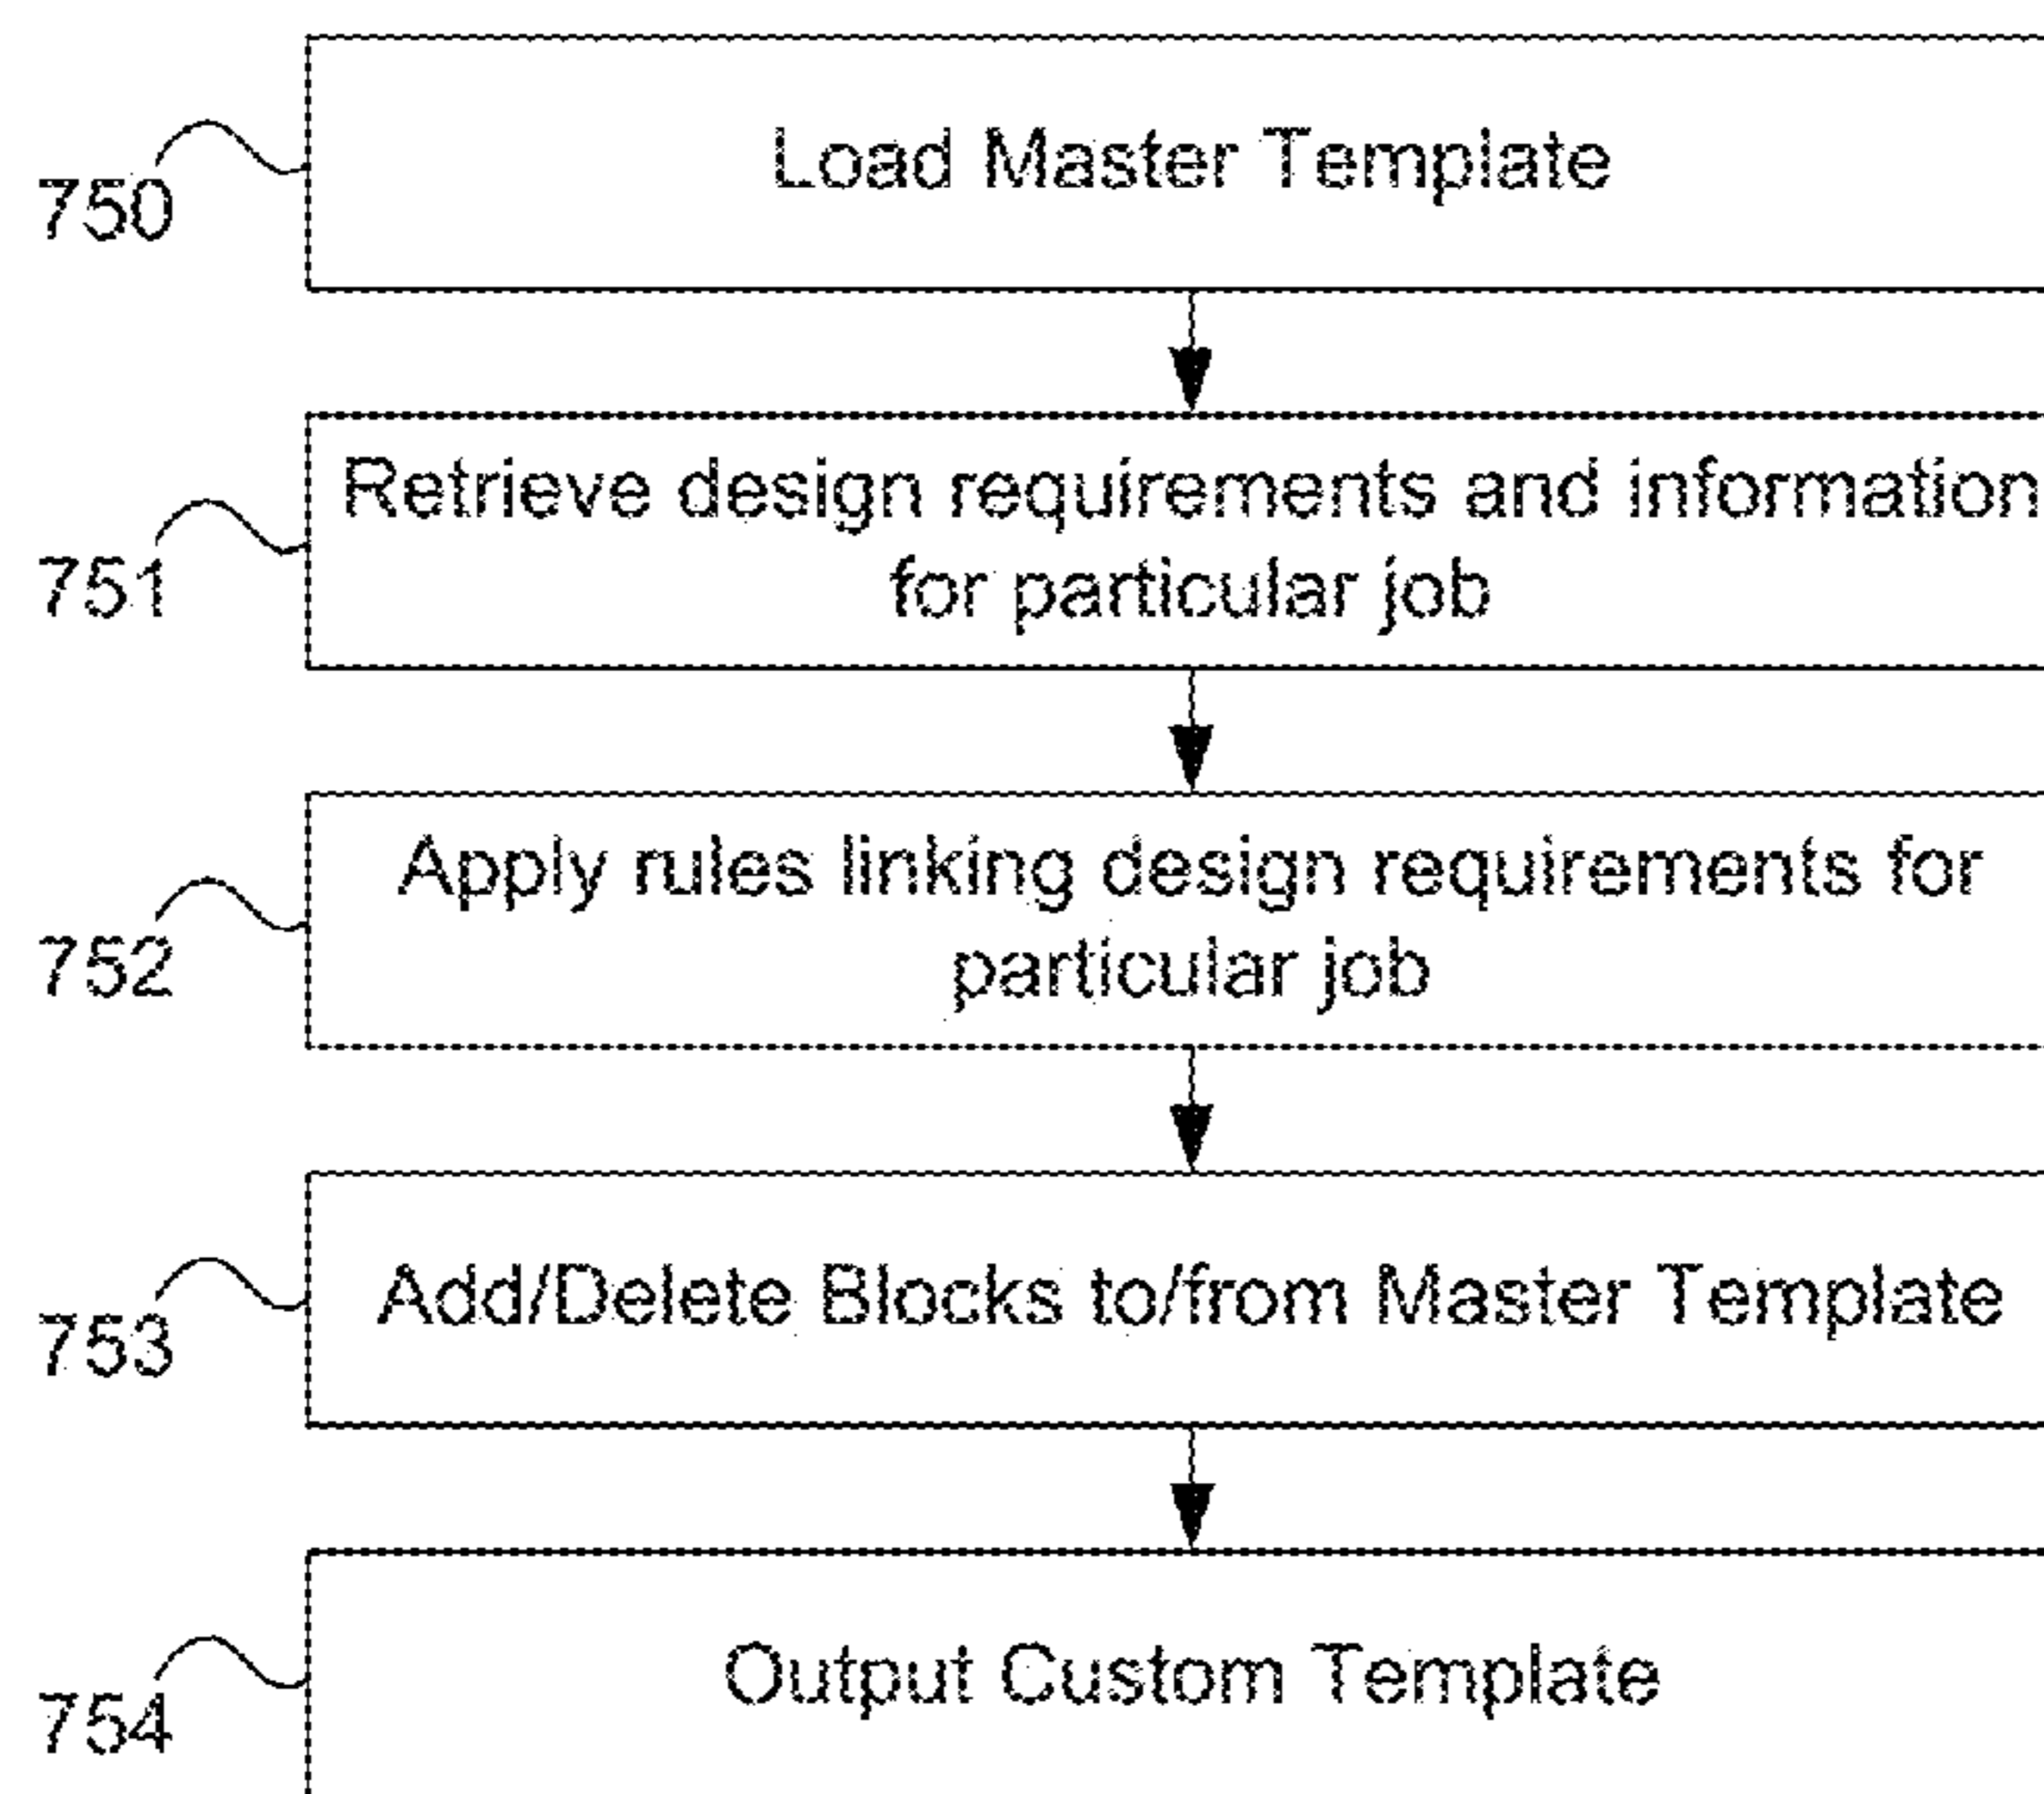 Load Master Template
750
Retrieve design requirements and information
for particular job
751
Apply rules linking design requirements for
particular job
752
Add/Delete Blocks to/from Master Template
753
Output Custom Template
754